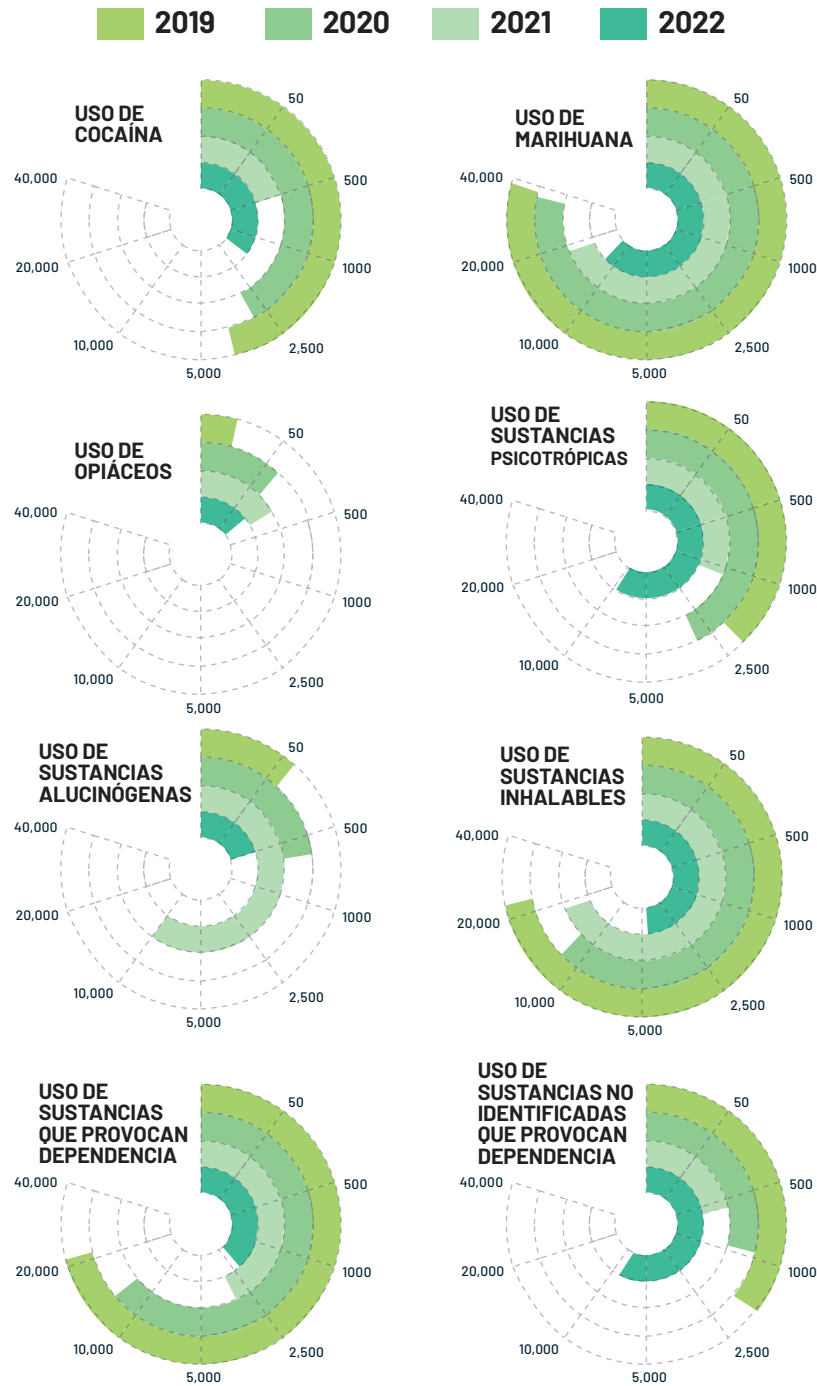 2019 2020 2021 2022
USO DE
COCAÍNA
50
500
1000
2,500
5,000
10,000
20,000
40,000
USO DE
MARIHUANA
50
500
1000
2,500
5,000
10,000
20,000
40,000
USO DE
OPIÁCEOS
50
500
1000
2,500
5,000
10,000
20,000
40,000
USO DE
SUSTANCIAS
PSICOTRÓPICAS
50
500
1000
2,500
5,000
10,000
20,000
40,000
USO DE
SUSTANCIAS
ALUCINÓGENAS
50
500
1000
2,500
5,000
10,000
20,000
40,000
USO DE
SUSTANCIAS
INHALABLES
50
500
1000
2,500
5,000
10,000
20,000
40,000
USO DE
SUSTANCIAS
QUE PROVOCAN
DEPENDENCIA
50
500
1000
2,500
5,000
10,000
20,000
40,000
USO DE
SUSTANCIAS NO
IDENTIFICADAS
QUE PROVOCAN
DEPENDENCIA
50
500
1000
2,500
5,000
10,000
20,000
40,000